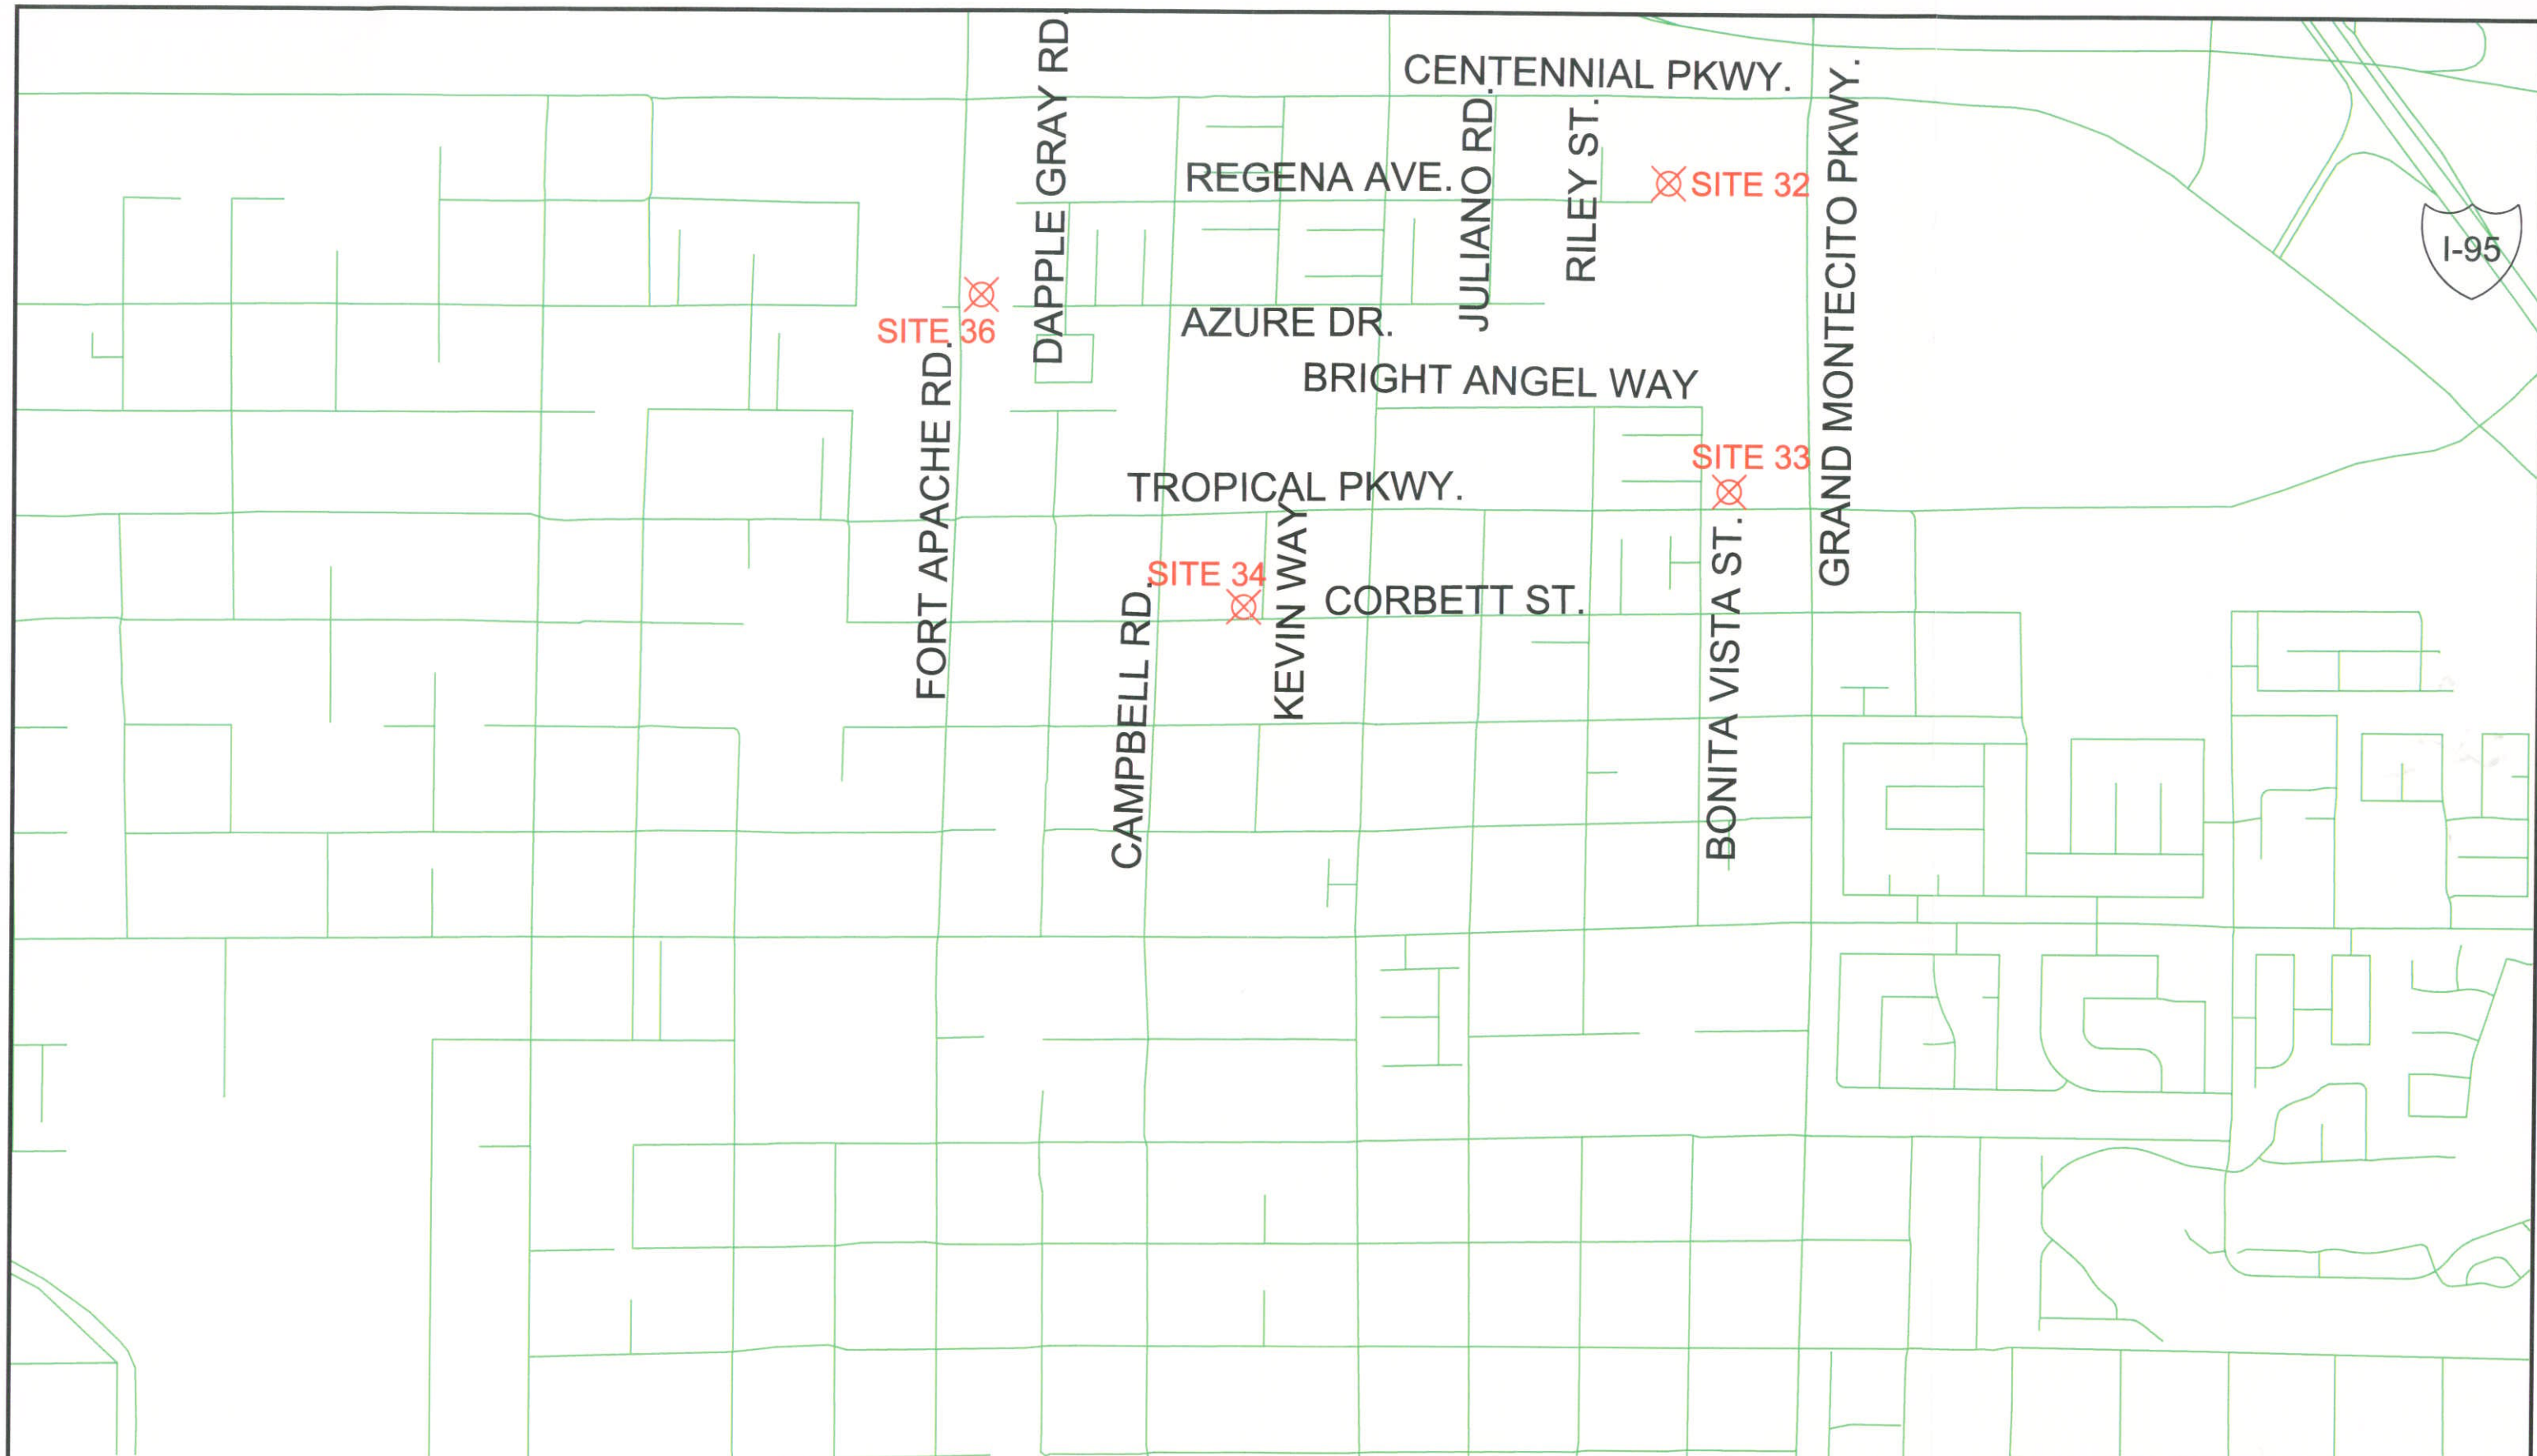 DAPPLE GRAY RD.
CENTENNIAL PKWY.
GRAND MONTECITO PKWY.
JULIANO RD.
RILEY ST.
REGENA AVE.
SITE 32
I-95
SITE 36
AZURE DR.
FORT APACHE RD.
BRIGHT ANGEL WAY
SITE 33
TROPICAL PKWY.
KEVIN WAY
BONITA VISTA ST.
SITE 34
CAMPBELL RD.
CORBETT ST.